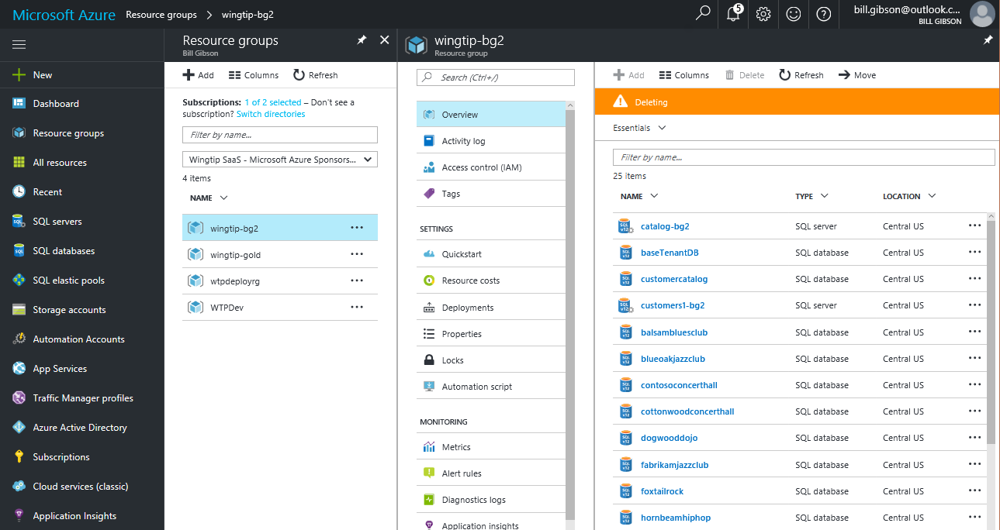 Microsoft Azure Resource groups > wingtip-bg2
5
bill.gibson@outlook.c...
BILL GIBSON
New
Dashboard
Resource groups
All resources
Recent
SQL servers
SQL databases
SQL elastic pools
Storage accounts
Automation Accounts
App Services
Traffic Manager profiles
Azure Active Directory
Subscriptions
Cloud services (classic)
Application Insights
Resource groups
Bill Gibson
Add Columns Refresh
Subscriptions: 1 of 2 selected – Don't see a
subscription? Switch directories
Filter by name...
Wingtip SaaS - Microsoft Azure Sponsors...
4 items
NAME
wingtip-bg2
wingtip-gold
wtpdeployrg
WTPDev
wingtip-bg2
Resource group
Search (Ctrl+/)
Overview
Activity log
Access control (IAM)
Tags
SETTINGS
Quickstart
Resource costs
Deployments
Properties
Locks
Automation script
MONITORING
Metrics
Alert rules
Diagnostics logs
Application insights
Add Columns Delete Refresh Move
Deleting
Essentials
Filter by name...
25 items
NAME TYPE LOCATION
catalog-bg2 SQL server Central US
baseTenantDB SQL database Central US
customercatalog SQL database Central US
customers1-bg2 SQL server Central US
balsambluesclub SQL database Central US
blueoakjazzclub SQL database Central US
contosoconcerthall SQL database Central US
cottonwoodconcerthall SQL database Central US
dogwooddojo SQL database Central US
fabrikamjazzclub SQL database Central US
foxtailrock SQL database Central US
hornbeamhiphop SQL database Central US